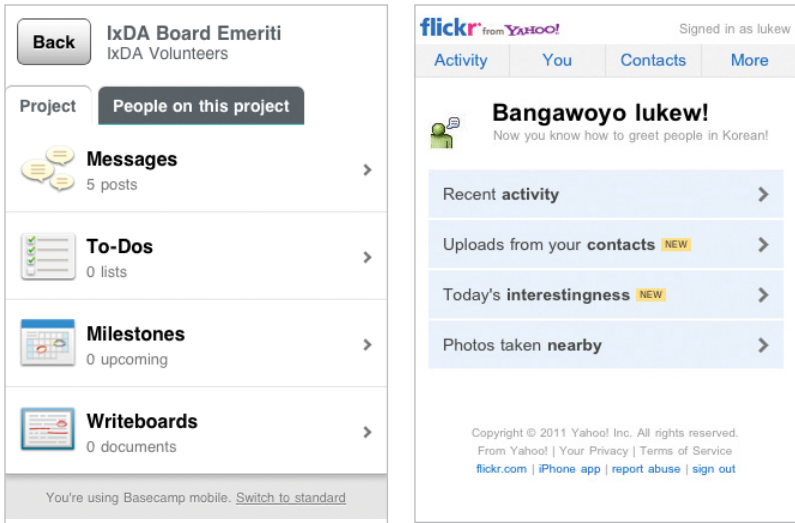 Back
IxDA Board Emeriti
IxDA Volunteers
Project
People on this project
Messages
5 posts
To-Dos
0 lists
Milestones
0 upcoming
Writeboards
0 documents
You're using Basecamp mobile. Switch to standard
flickr from YAHOO!
Signed in as lukew
Activity
You
Contacts
More
Bangawoyo lukew!
Now you know how to greet people in Korean!
Recent activity
Uploads from your contacts NEW
Today's interestingness NEW
Photos taken nearby
Copyright © 2011 Yahoo! Inc. All rights reserved.
From Yahoo! | Your Privacy | Terms of Service
flickr.com | iPhone app | report abuse | sign out